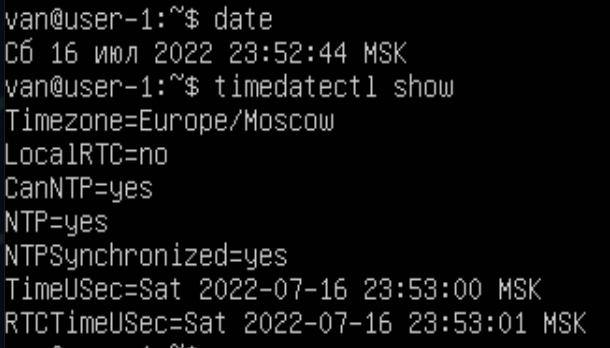 van@user-1:~$ date
Сб 16 июл 2022 23:52:44 MSK
van@user-1:~$ timedatectl show
Timezone=Europe/Moscow
LocalRTC=no
CanNTP=yes
NTP=yes
NTPSynchronized=yes
TimeUSec=Sat 2022-07-16 23:53:00 MSK
RTCTimeUSec=Sat 2022-07-16 23:53:01 MSK